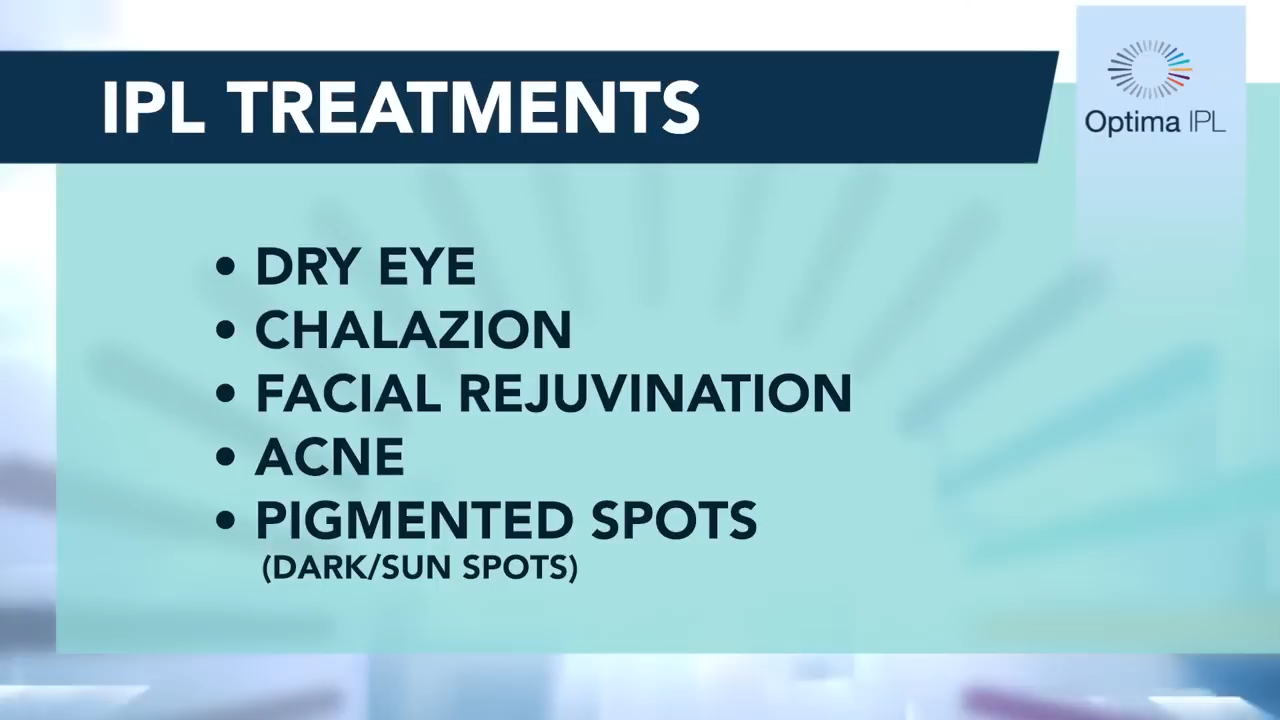 IPL TREATMENTS
Optima IPL
• DRY EYE
• CHALAZION
• FACIAL REJUVINATION
• ACNE
• PIGMENTED SPOTS
(DARK/SUN SPOTS)